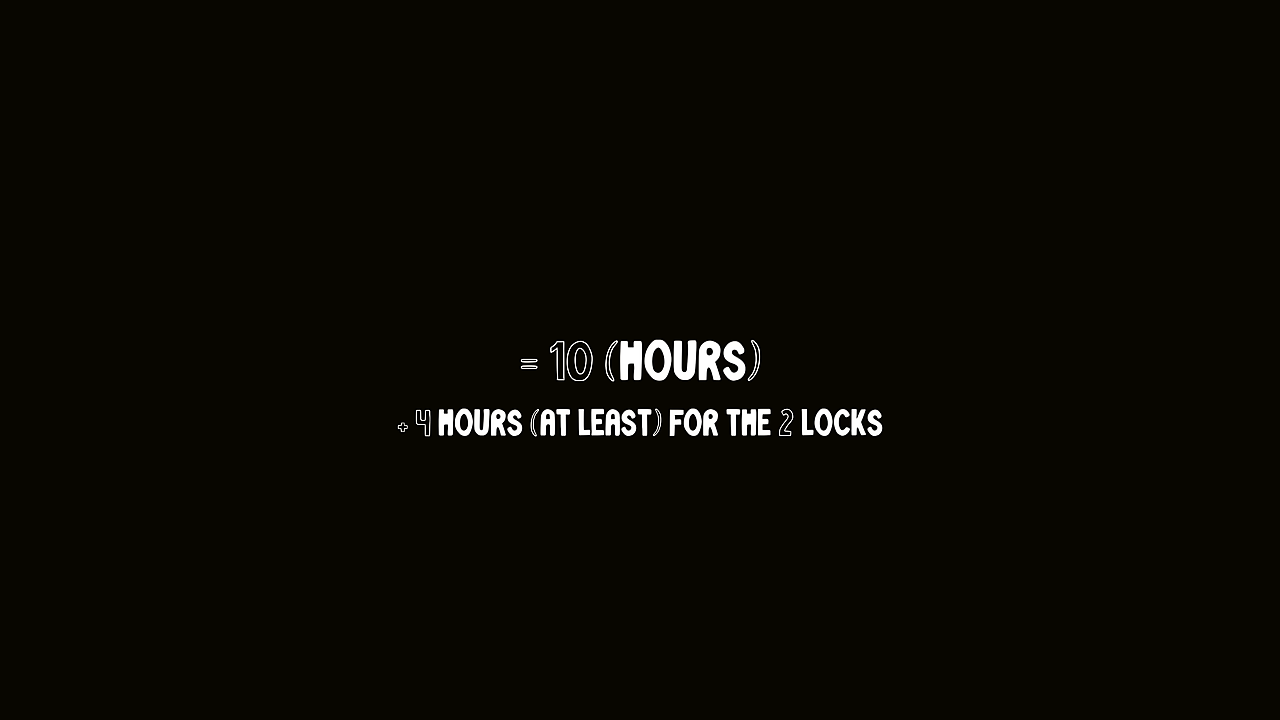 = 10 (HOURS)
+ 4 HOURS (AT LEAST) FOR THE 2 LOCKS